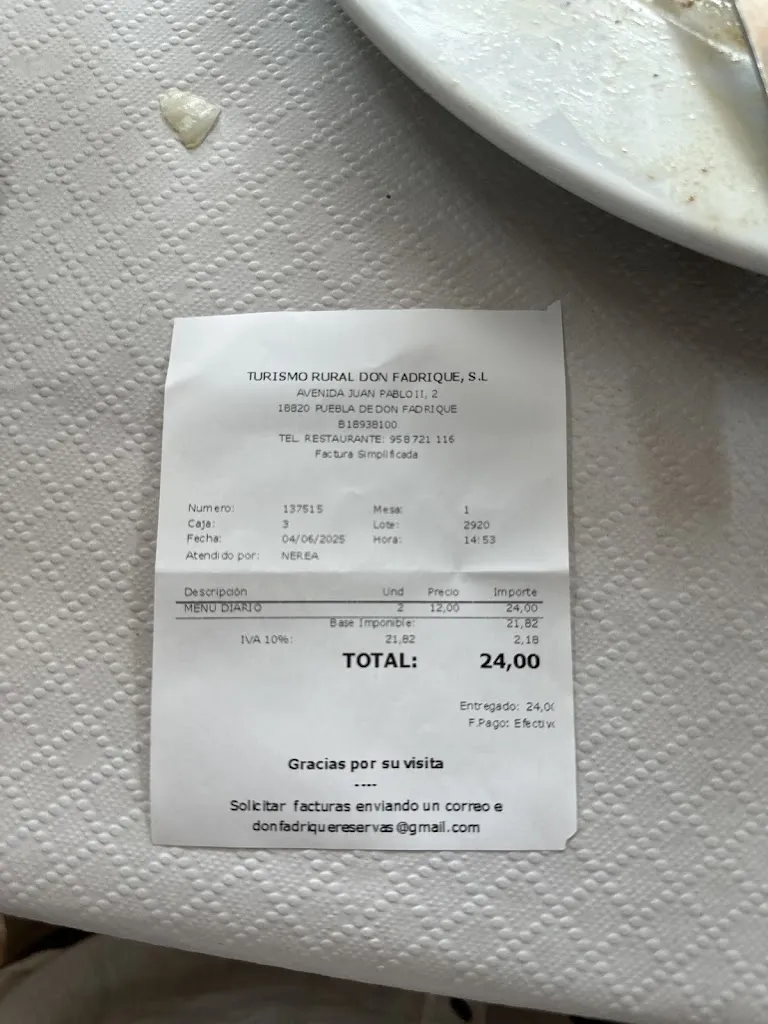 TURISMO RURAL DON FADRIQUE, S.L
AVENIDA JUAN PABLO II, 2
18820 PUEBLA DE DON FADRIQUE
B18938100
TEL. RESTAURANTE: 958 721 116
Factura Simplificada
Numero: 137515 Mesa: 1
Caja: 3 Lote: 2920
Fecha: 04/06/2025 Hora: 14:53
Atendido por: NEREA
Descripción Und Precio Importe
MENU DIARIO 2 12,00 24,00
Base Imponible: 21,82
IVA 10%: 21,82 2,18
TOTAL: 24,00
Entregado: 24,0
F.Pago: Efectiv
Gracias por su visita
----
Solicitar facturas enviando un correo e
donfadriquereservas@gmail.com